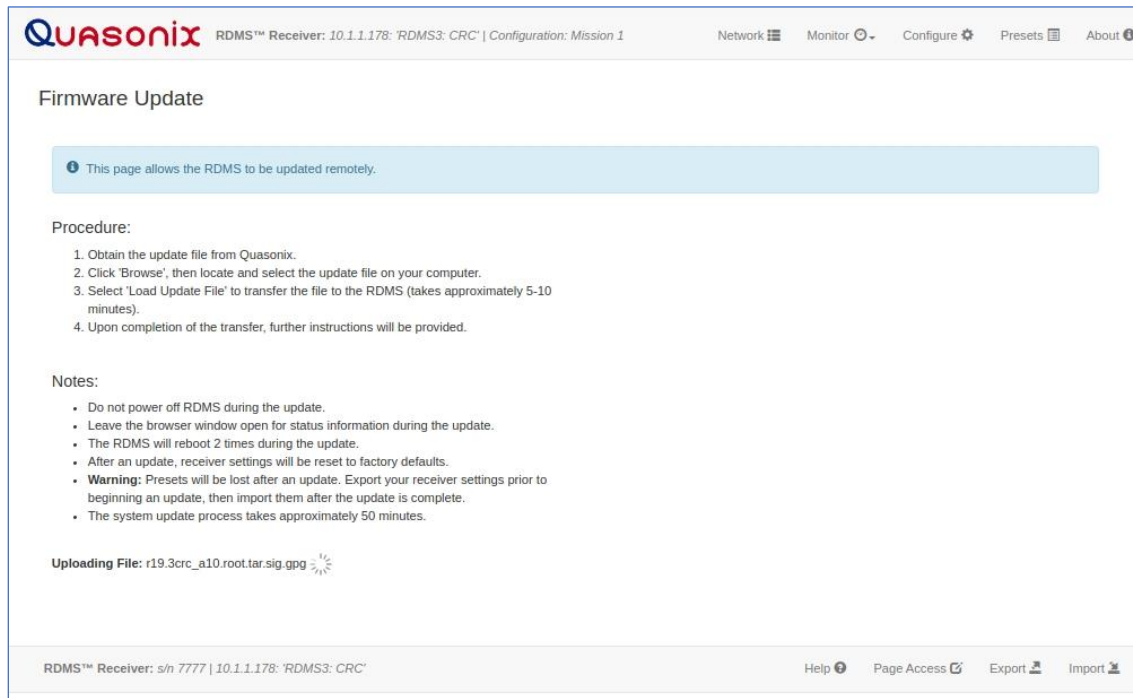 Quasonix RDMS™ Receiver: 10.1.1.178: 'RDMS3: CRC' | Configuration: Mission 1 Network Monitor Configure Presets About
Firmware Update
This page allows the RDMS to be updated remotely.
Procedure:
1. Obtain the update file from Quasonix.
2. Click 'Browse', then locate and select the update file on your computer.
3. Select 'Load Update File' to transfer the file to the RDMS (takes approximately 5-10
minutes).
4. Upon completion of the transfer, further instructions will be provided.
Notes:
• Do not power off RDMS during the update.
• Leave the browser window open for status information during the update.
• The RDMS will reboot 2 times during the update.
• After an update, receiver settings will be reset to factory defaults.
• Warning: Presets will be lost after an update. Export your receiver settings prior to
beginning an update, then import them after the update is complete.
• The system update process takes approximately 50 minutes.
Uploading File: r19.3crc_a10.root.tar.sig.gpg
RDMS™ Receiver: s/n 7777 | 10.1.1.178: 'RDMS3: CRC' Help Page Access Export Import